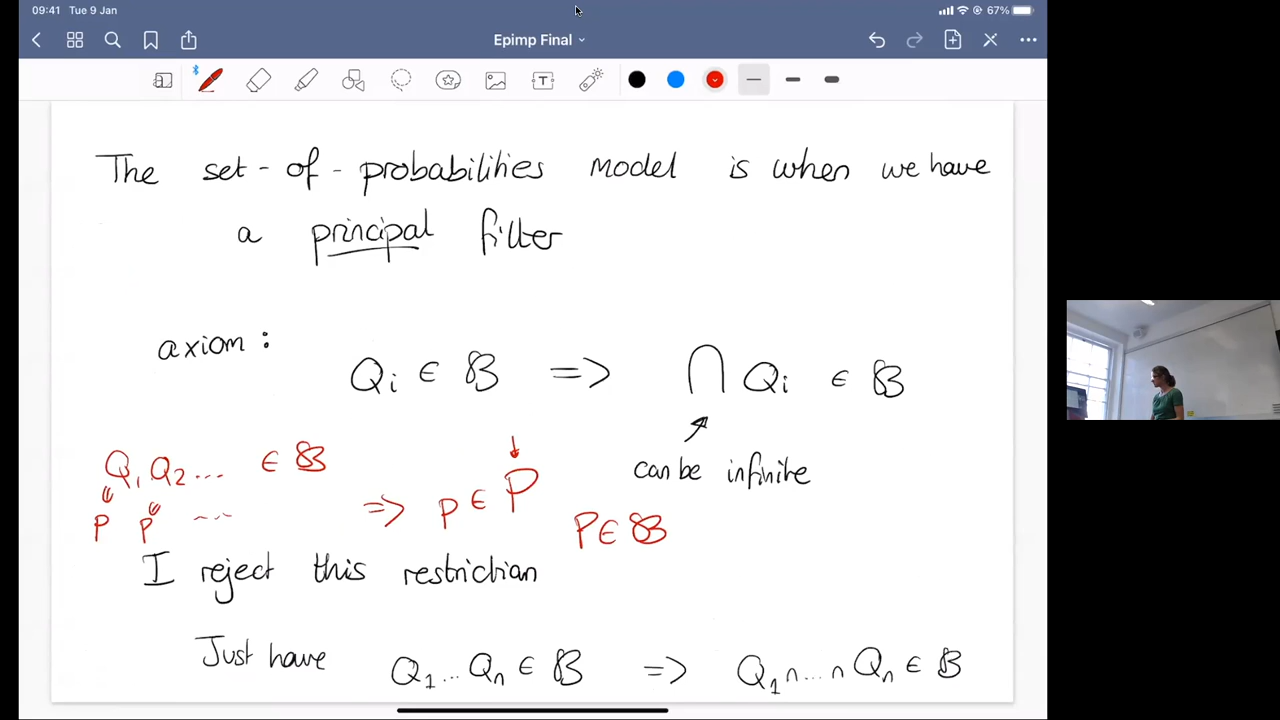 09:41 Tue 9 Jan
67%
Epimp Final
The set-of-probabilities model is when we have
a principal filter
axiom:
Qi ∈ 𝔹 => ⋂ Qi ∈ 𝔹
can be infinite
Q1 Q2 ... ∈ 𝔹
p p ... => p ∈ P
P ∈ 𝔹
I reject this restriction
Just have Q1 ... Qn ∈ 𝔹 => Q1 ∩ ... ∩ Qn ∈ 𝔹